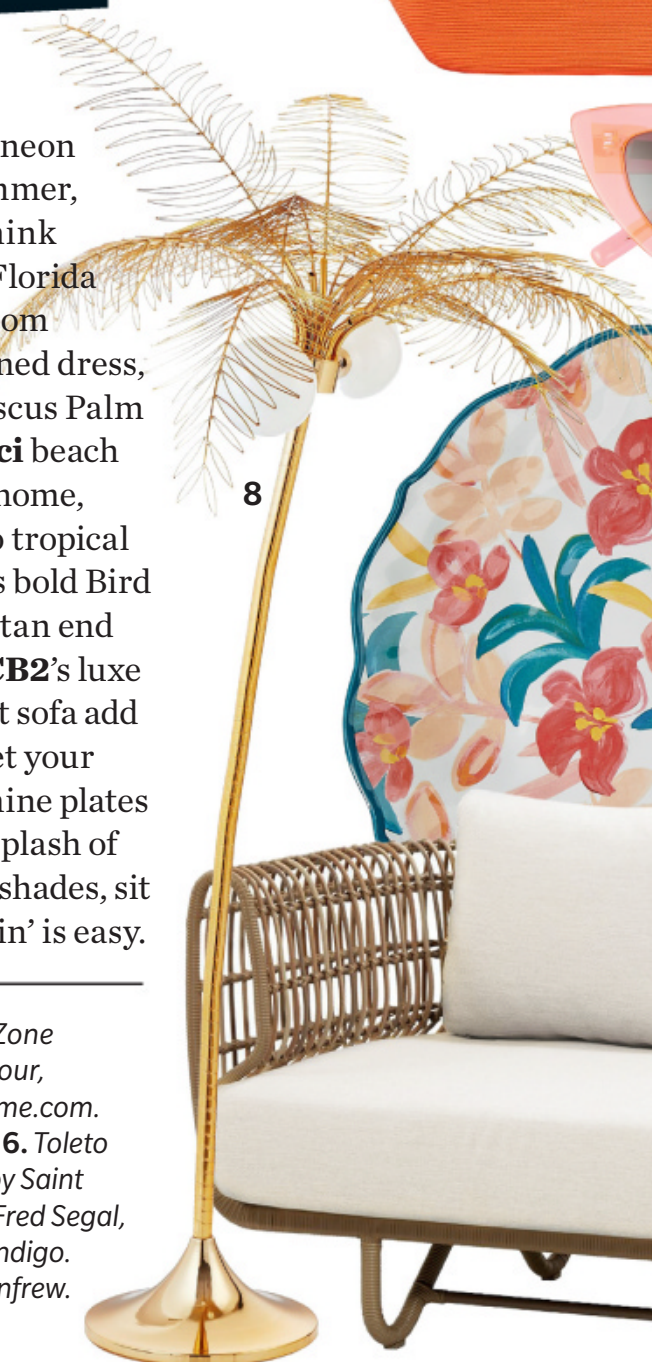 neon
mmer,
hink
Florida
om
ned dress,
scus Palm
ci beach
home,
o tropical
s bold Bird
tan end
CB2’s luxe
t sofa add
et your
nine plates
plash of
shades, sit
in’ is easy.
Zone
our,
me.com.
6. Toleto
by Saint
Fred Segal,
ndigo.
nfrew.
8